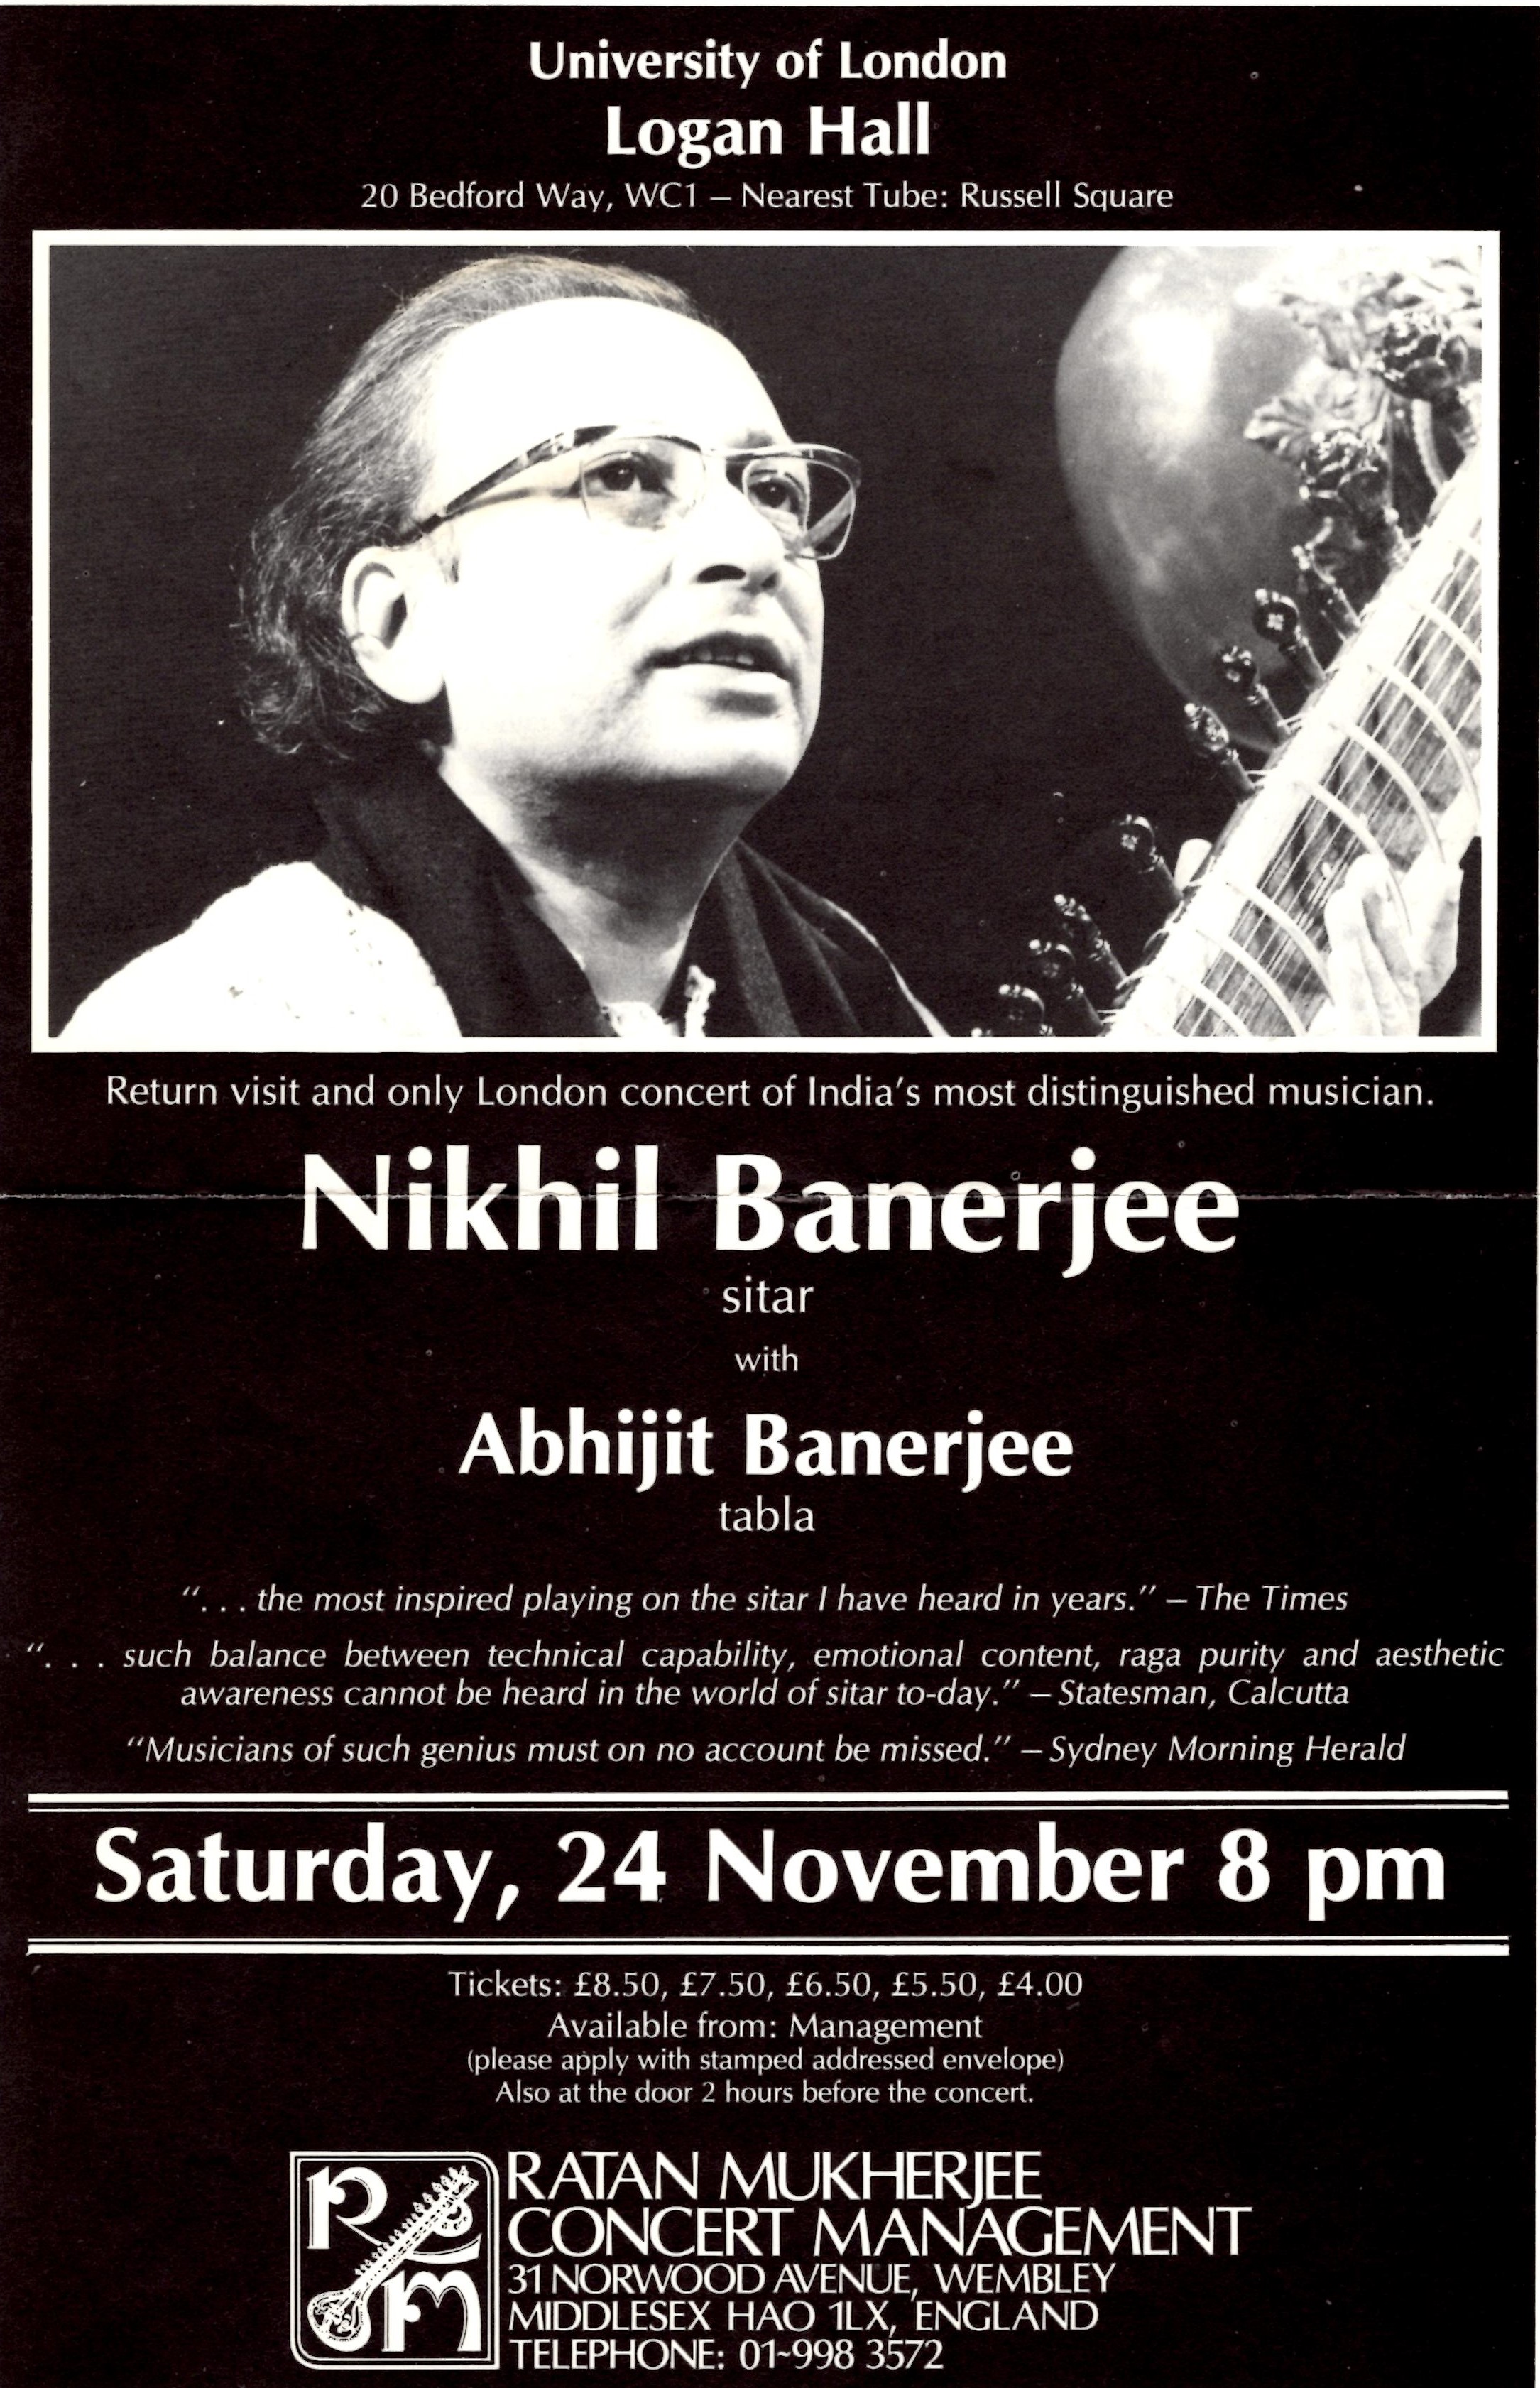 University of London
Logan Hall
20 Bedford Way, WC1 – Nearest Tube: Russell Square
Return visit and only London concert of India's most distinguished musician.
Nikhil Banerjee
sitar
with
Abhijit Banerjee
tabla
“. . . the most inspired playing on the sitar I have heard in years.” – The Times
“. . . such balance between technical capability, emotional content, raga purity and aesthetic
awareness cannot be heard in the world of sitar to-day.” – Statesman, Calcutta
“Musicians of such genius must on no account be missed.” – Sydney Morning Herald
Saturday, 24 November 8 pm
Tickets: £8.50, £7.50, £6.50, £5.50, £4.00
Available from: Management
(please apply with stamped addressed envelope)
Also at the door 2 hours before the concert.
R M
RATAN MUKHERJEE
CONCERT MANAGEMENT
31 NORWOOD AVENUE, WEMBLEY
MIDDLESEX HAO 1LX, ENGLAND
TELEPHONE: 01~998 3572